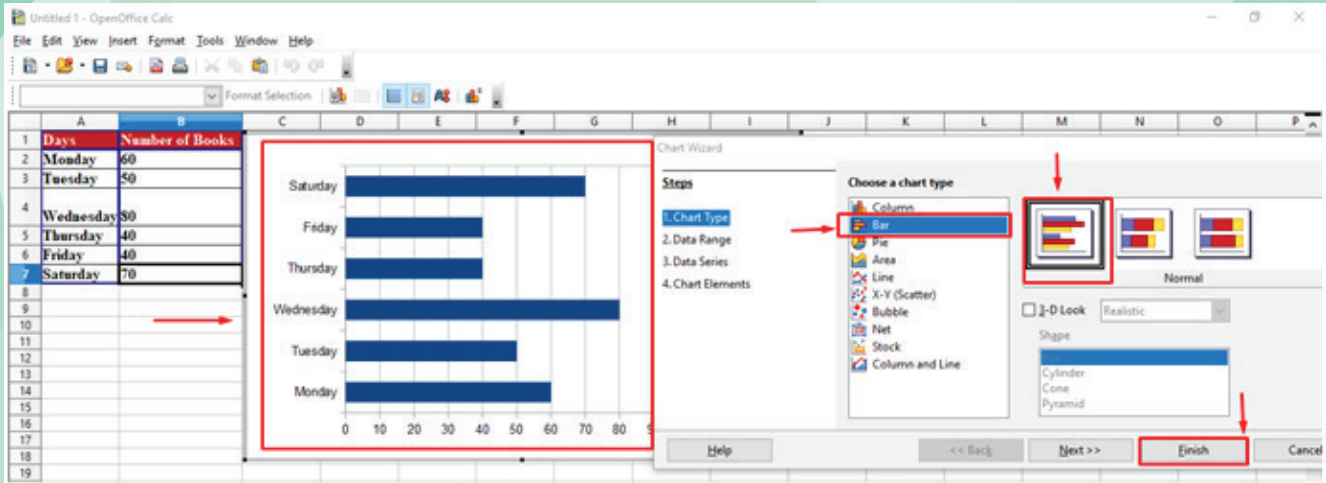 Untitled 1 - OpenOffice Calc
File Edit View Insert Format Tools Window Help
Format Selection
A B C D E F G H I J K L M N O P
1 Days Number of Books
2 Monday 60
3 Tuesday 50
4 Wednesday 80
5 Thursday 40
6 Friday 40
7 Saturday 70
8
9
10
11
12
13
14
15
16
17
18
19
Saturday
Friday
Thursday
Wednesday
Tuesday
Monday
0 10 20 30 40 50 60 70 80
Chart Wizard
Steps
1. Chart Type
2. Data Range
3. Data Series
4. Chart Elements
Choose a chart type
Column
Bar
Pie
Area
Line
X-Y (Scatter)
Bubble
Net
Stock
Column and Line
Normal
3-D Look Realistic
Shape
Cylinder
Cone
Pyramid
Help << Back Next >> Finish Cancel